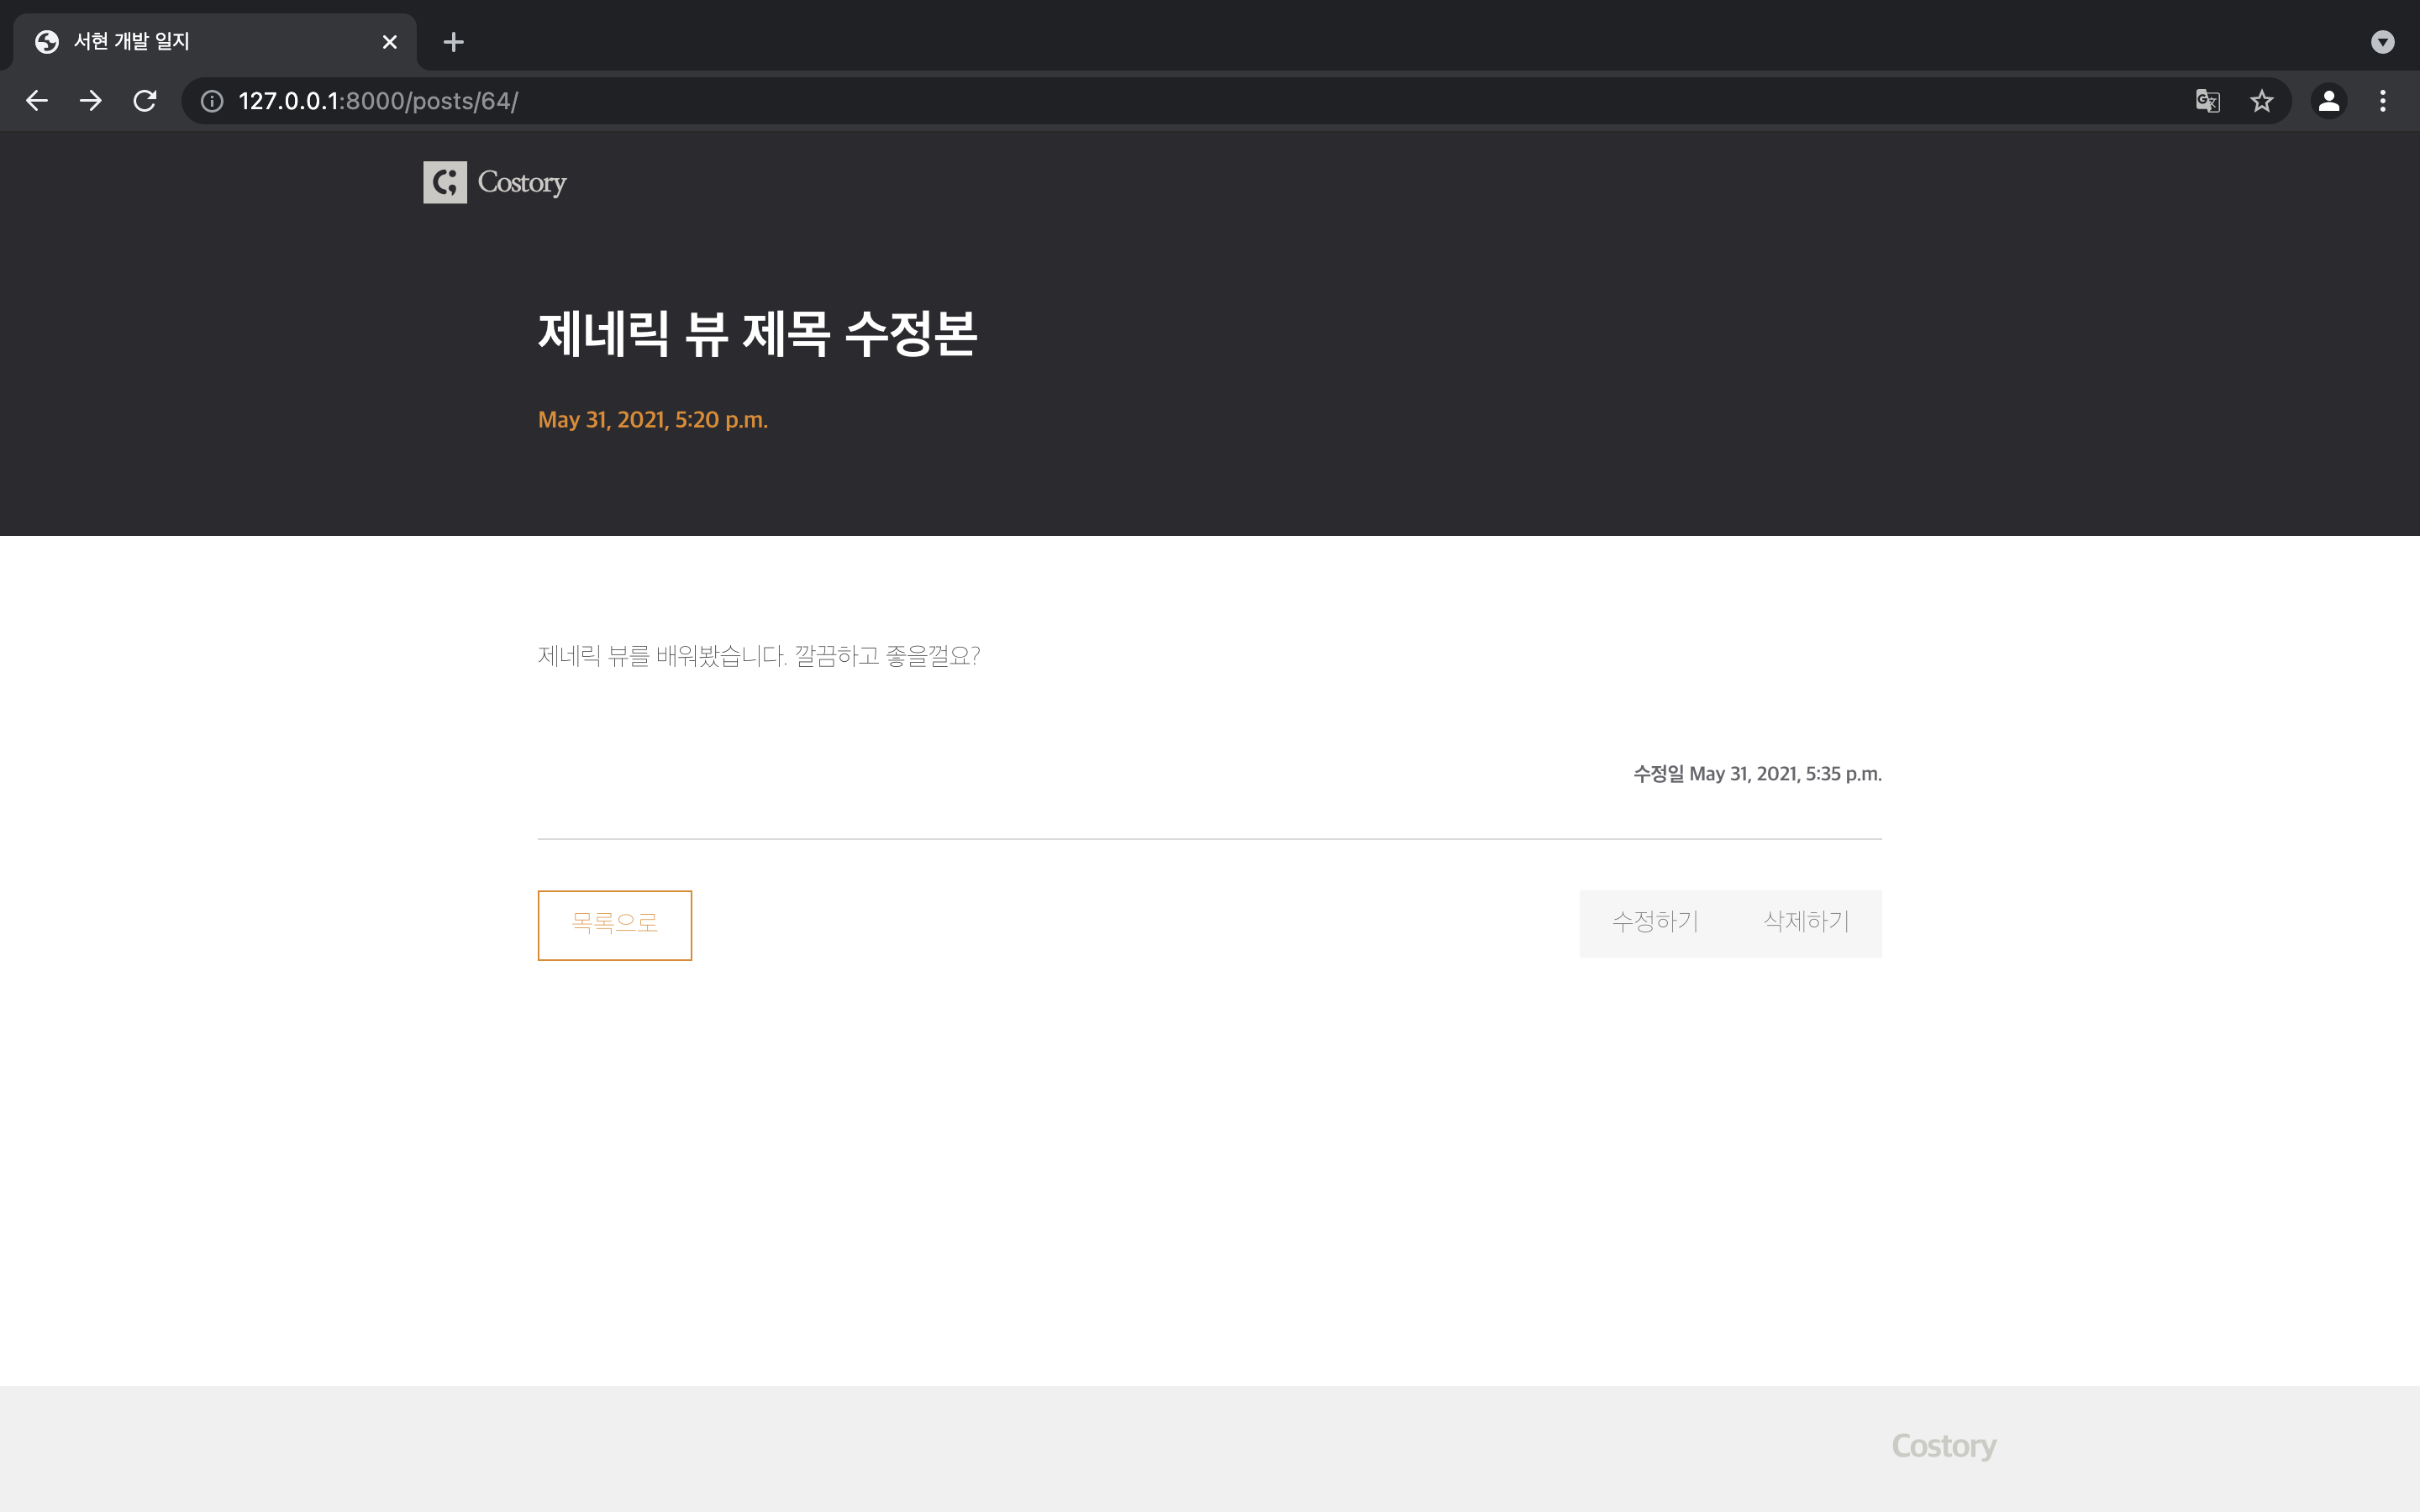 서현 개발 일지
127.0.0.1:8000/posts/64/
C; Costory
제네릭 뷰 제목 수정본
May 31, 2021, 5:20 p.m.
제네릭 뷰를 배워봤습니다. 깔끔하고 좋을껄요?
수정일 May 31, 2021, 5:35 p.m.
목록으로 수정하기 삭제하기
Costory